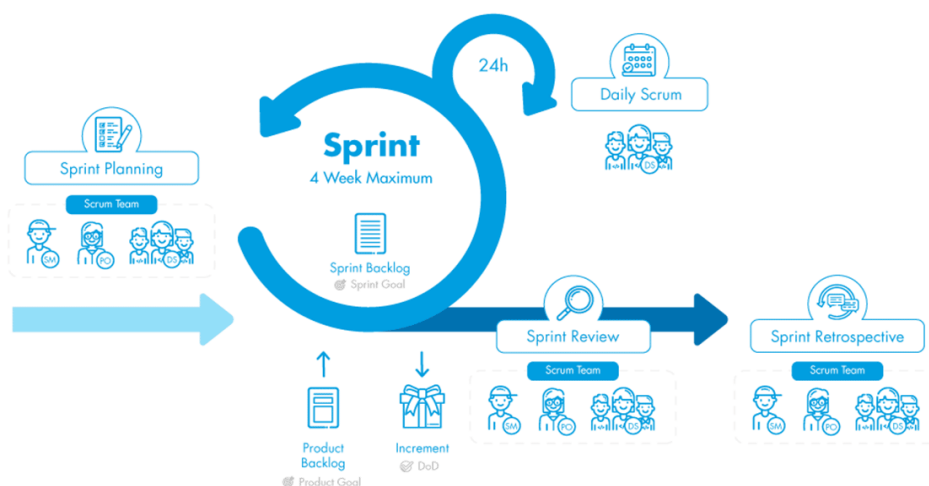 24h
Daily Scrum
DS
Sprint
4 Week Maximum
Sprint Planning
Scrum Team
SM
PO
DS
Sprint Backlog
Sprint Goal
Sprint Review
Scrum Team
SM
PO
DS
Sprint Retrospective
Scrum Team
SM
PO
DS
Product
Backlog
Product Goal
Increment
DoD